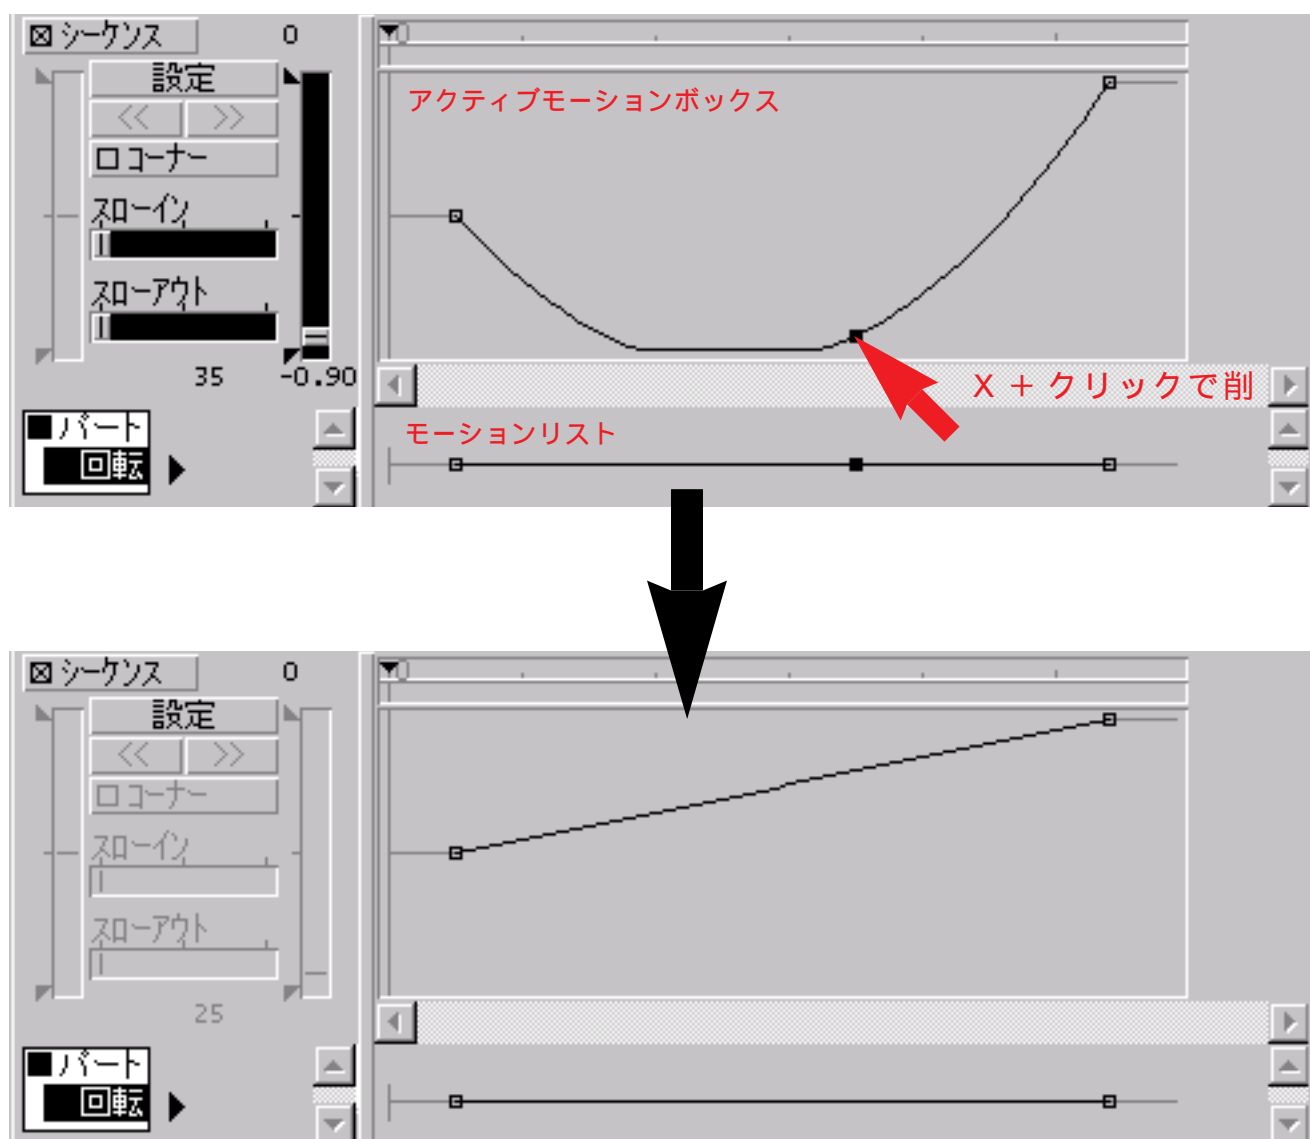 シーケンス 0
0
設定
アクティブモーションボックス
<< >>
コーナー
スローイン
スローアウト
35 -0.90
X + クリックで削
パート
モーションリスト
回転
シーケンス 0
0
設定
<< >>
コーナー
スローイン
スローアウト
25
パート
回転